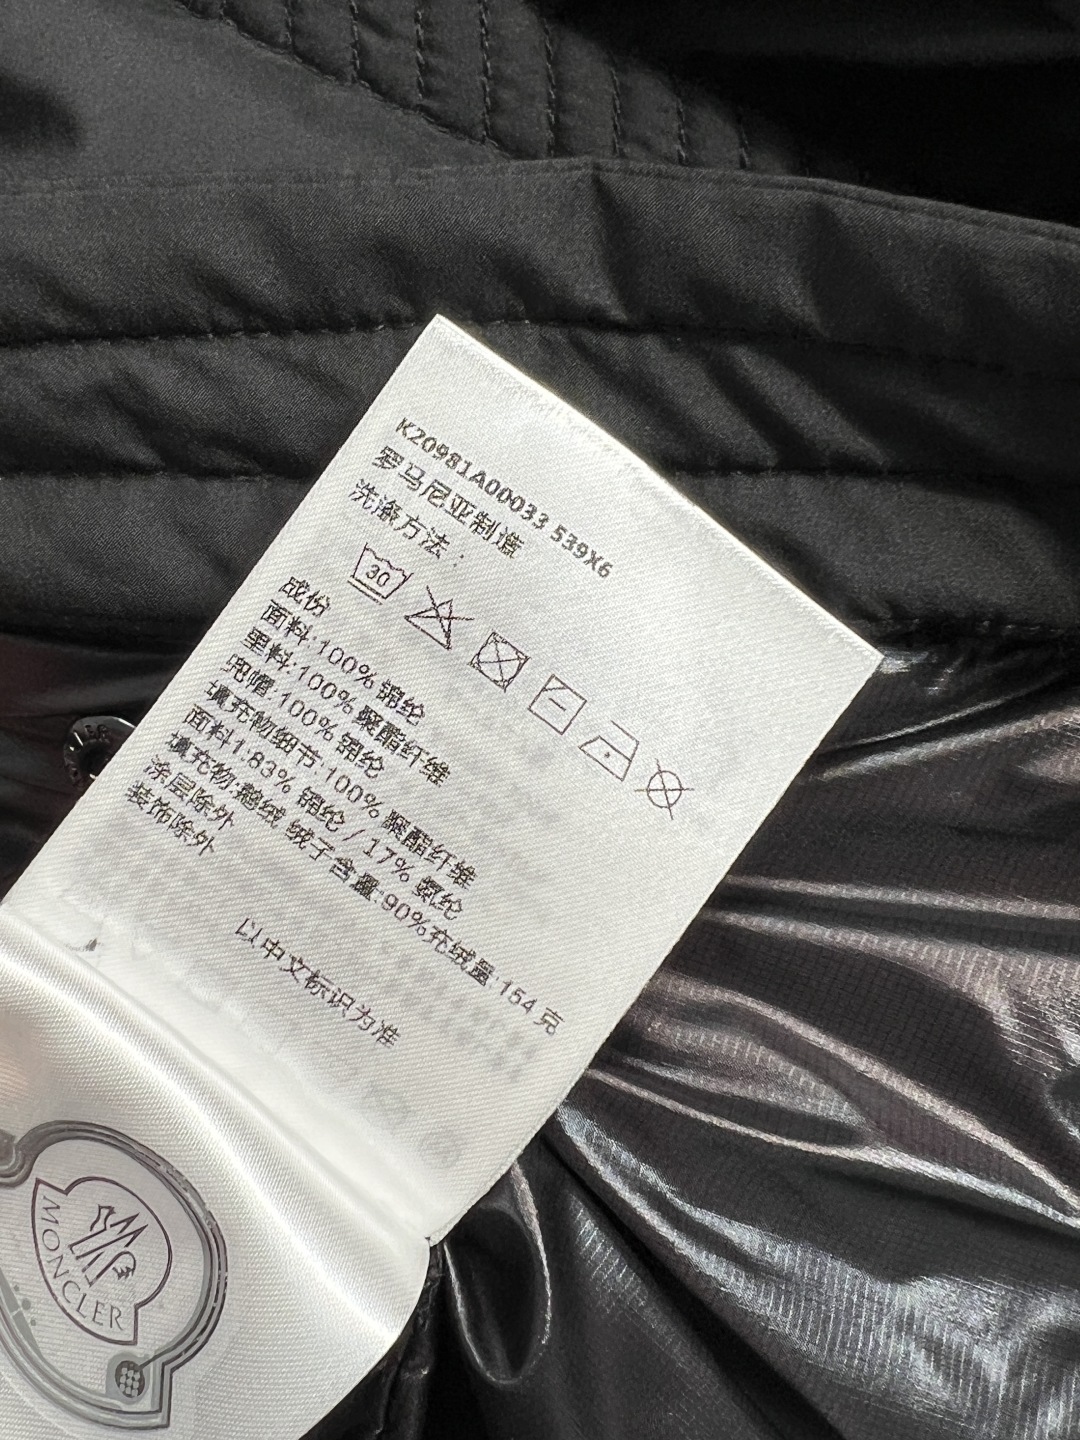 K20981A00033 539X6
罗马尼亚制造
洗涤方法：
30
成份
面料:100% 锦纶
里料:100% 聚酯纤维
兜帽:100% 锦纶
填充物细节:100% 聚酯纤维
面料1:83% 锦纶 / 17% 氨纶
填充物:鹅绒 绒子含量:90%充绒量:154 克
涂层除外
装饰除外
以中文标识为准
MONCLER